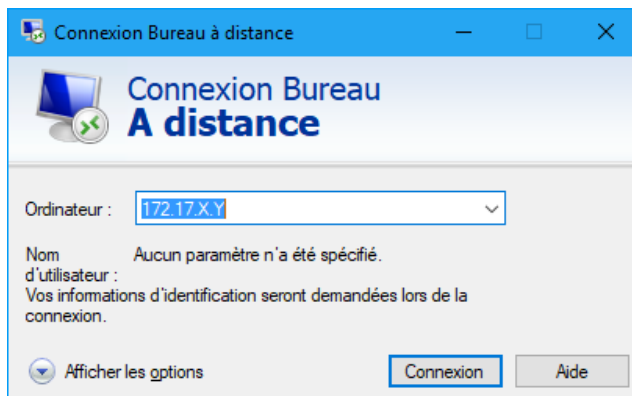 Connexion Bureau à distance
Connexion Bureau
A distance
Ordinateur : 172.17.X.Y
Nom d'utilisateur : Aucun paramètre n'a été spécifié.
Vos informations d'identification seront demandées lors de la
connexion.
Afficher les options Connexion Aide